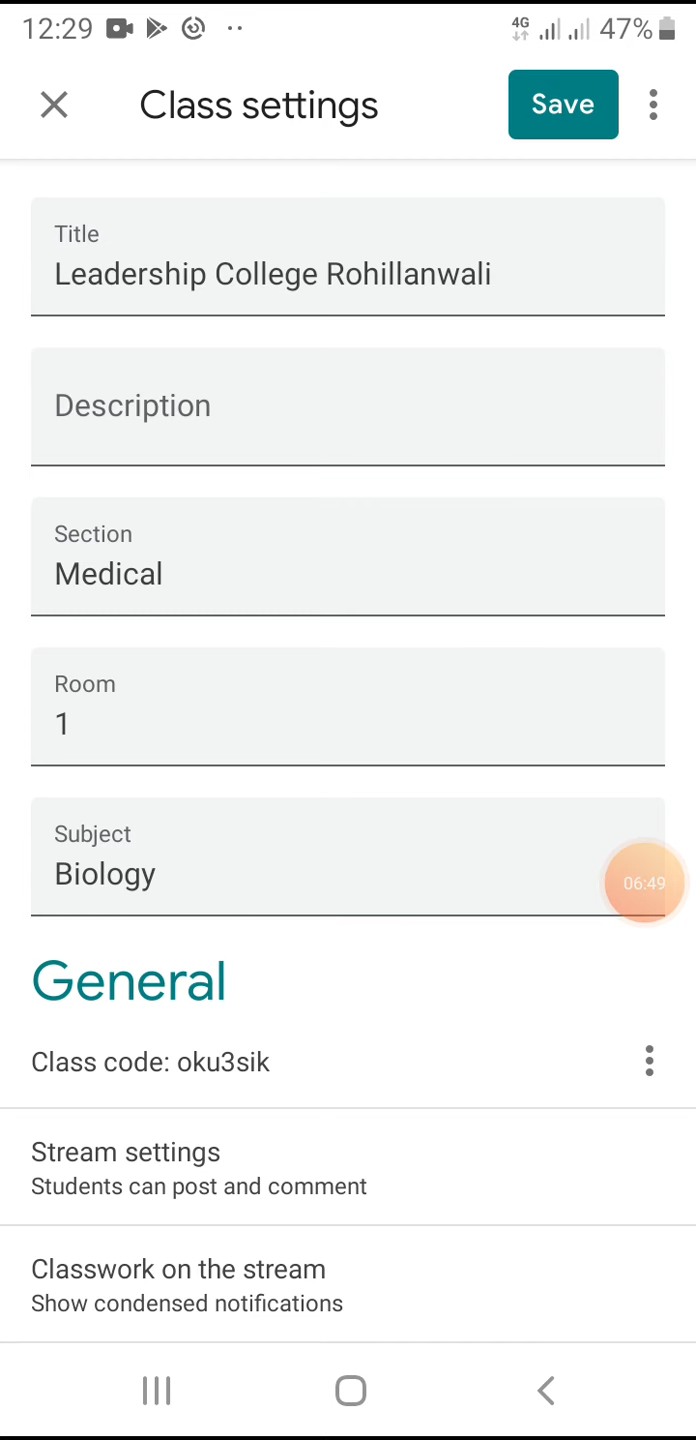 12:29 4G 47%
Class settings Save
Title
Leadership College Rohillanwali
Description
Section
Medical
Room
1
Subject
Biology
06:49
General
Class code: oku3sik
Stream settings
Students can post and comment
Classwork on the stream
Show condensed notifications